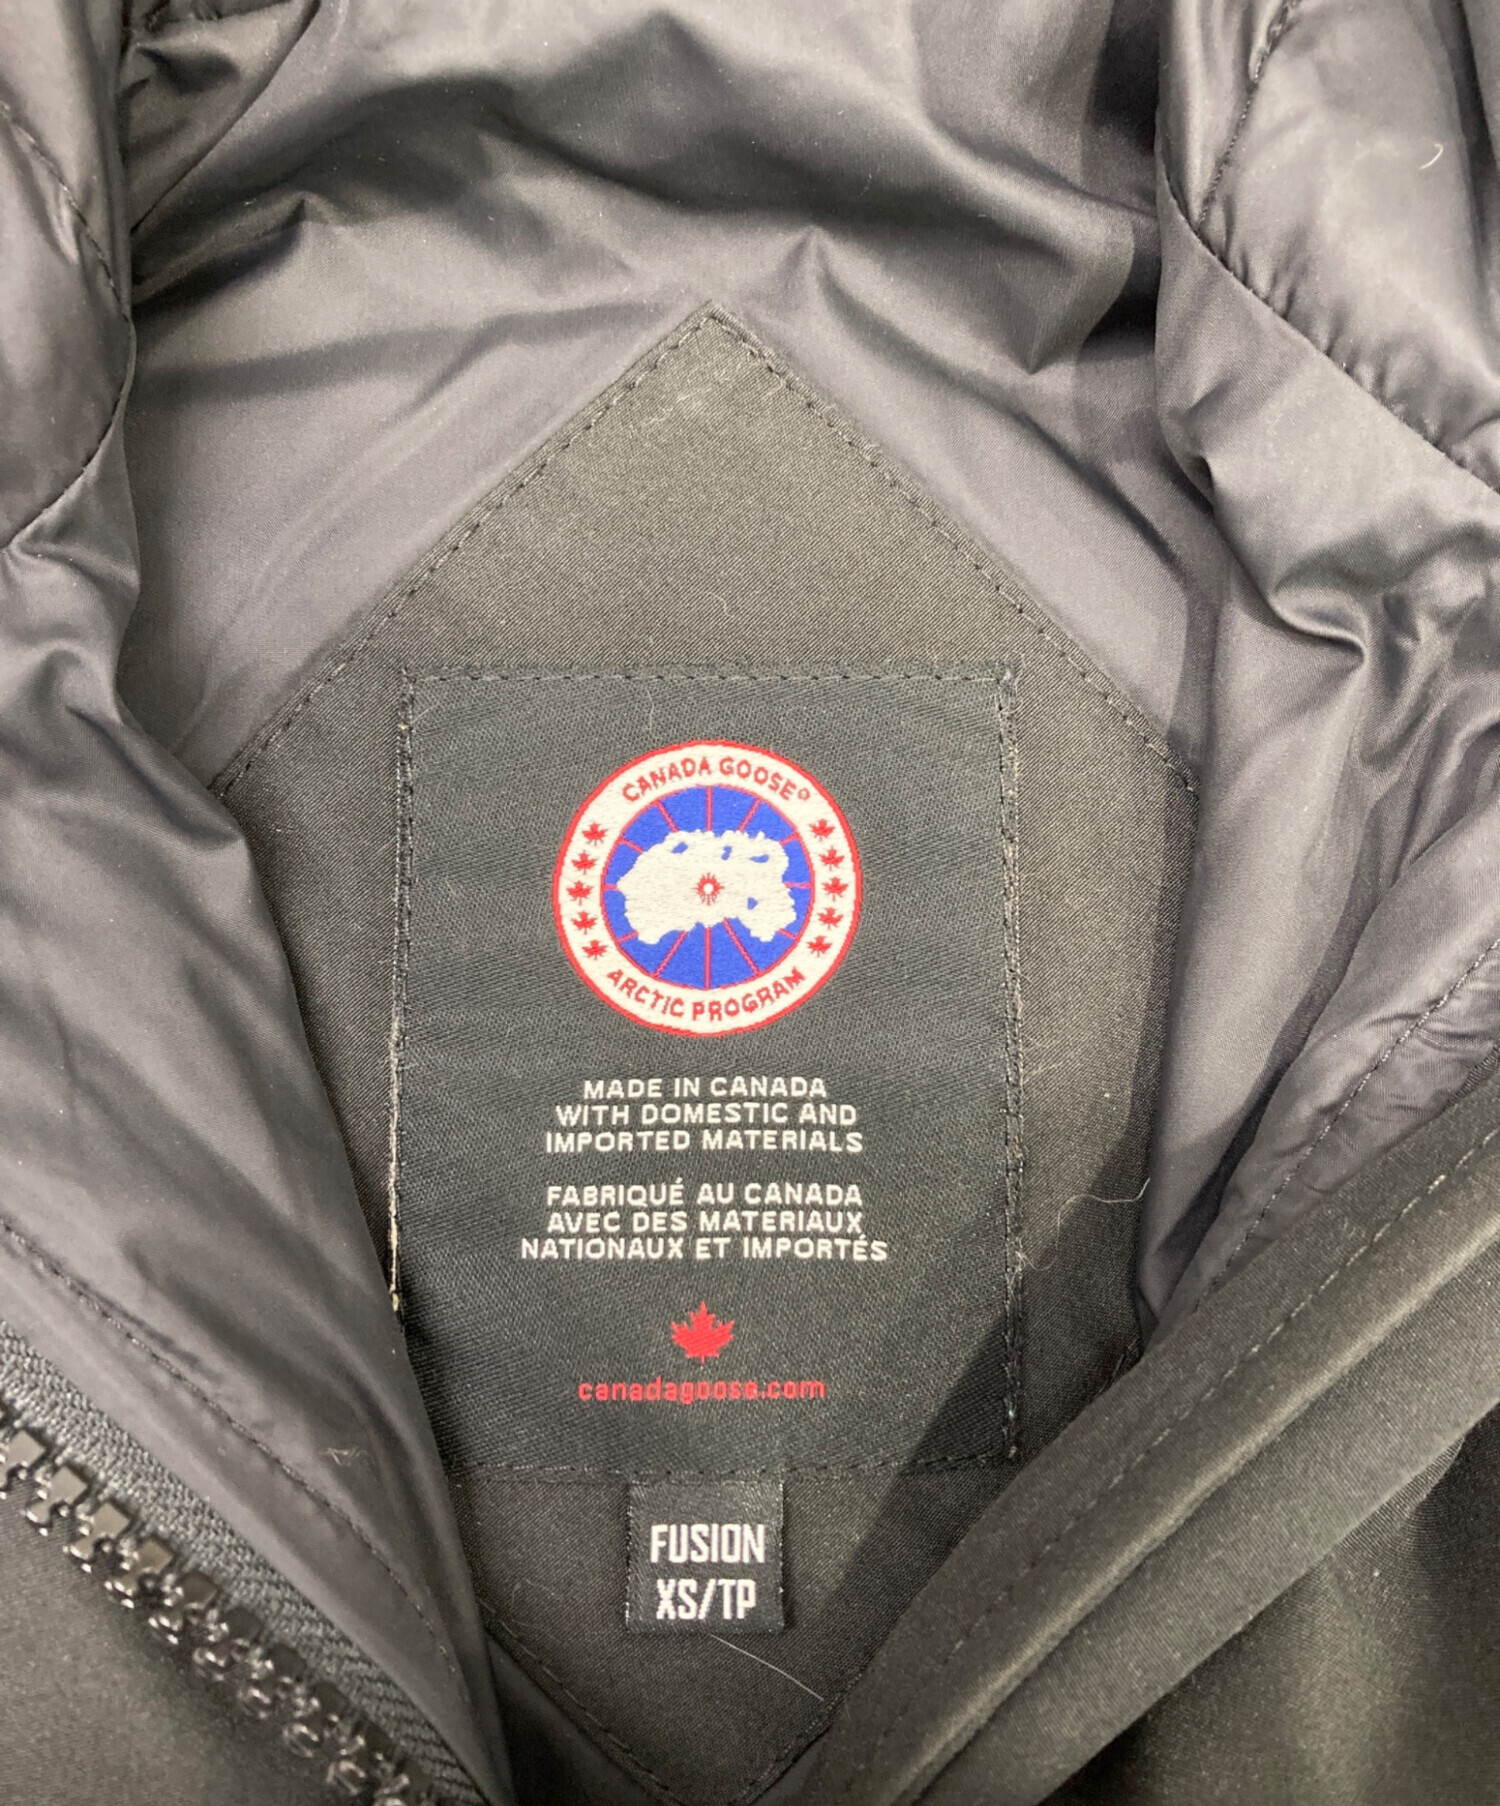 CANADA GOOSE®
ARCTIC PROGRAM
MADE IN CANADA
WITH DOMESTIC AND
IMPORTED MATERIALS
FABRIQUÉ AU CANADA
AVEC DES MATERIAUX
NATIONAUX ET IMPORTÉS
canadagoose.com
FUSION
XS/TP